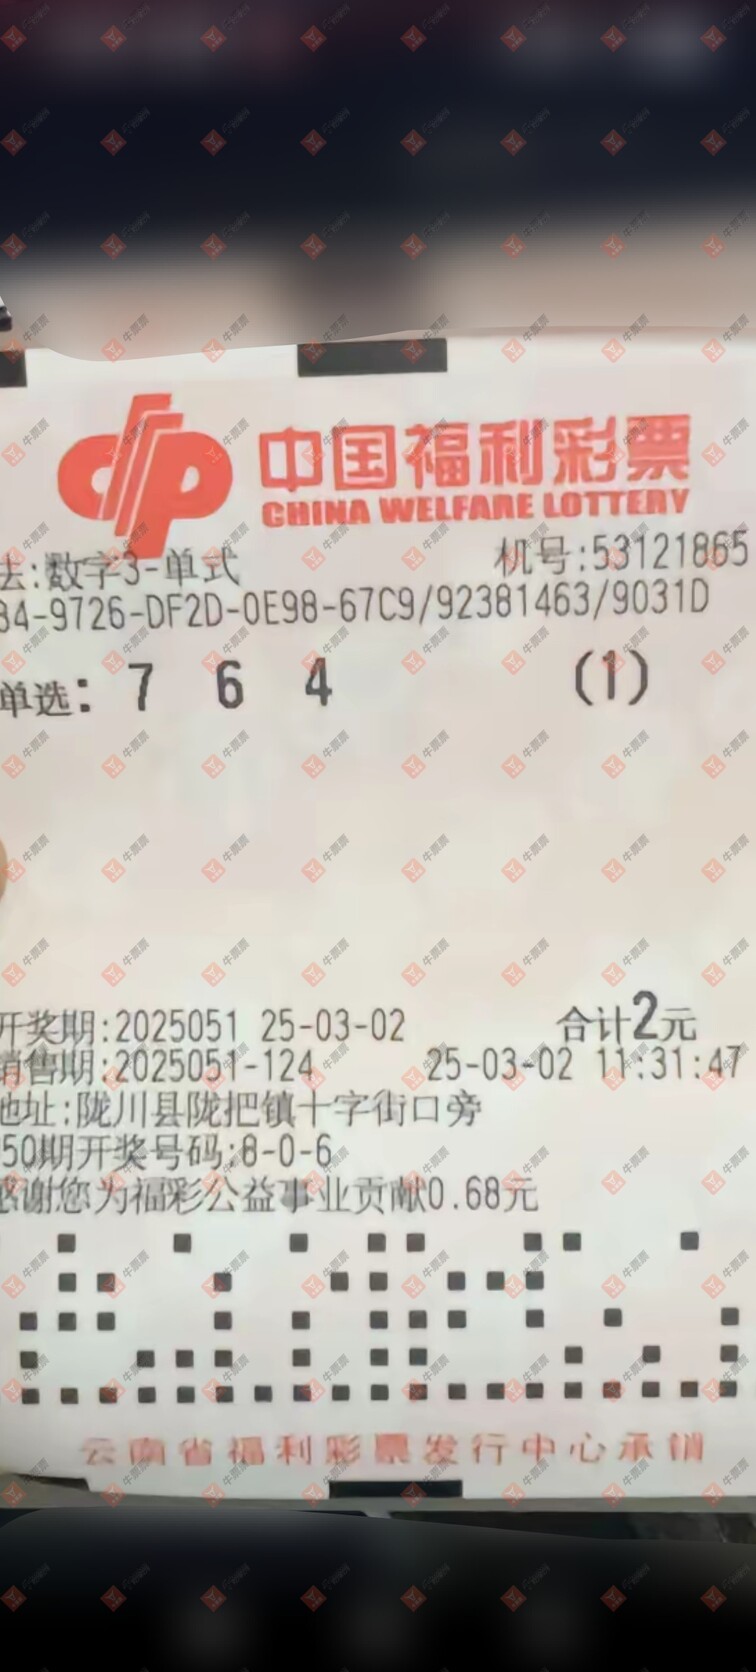 中国福利彩票
CHINA WELFARE LOTTERY
法:数字3-单式 机号:53121865
34-9726-DF2D-0E98-67C9/92381463/9031D
单选: 7 6 4 (1)
开奖期:2025051 25-03-02 合计2元
销售期:2025051-124 25-03-02 11:31:47
地址:陇川县陇把镇十字街口旁
50期开奖号码:8-0-6
感谢您为福彩公益事业贡献0.68元
云南省福利彩票发行中心承销
牛票票